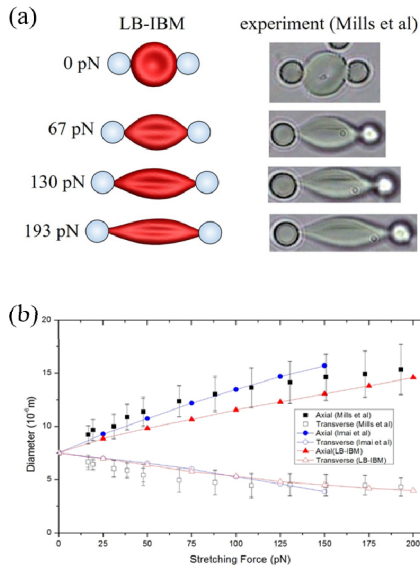 (a)
LB-IBM experiment (Mills et al)
0 pN
67 pN
130 pN
193 pN
(b)
20
15
10
5
0
Diameter (10⁻⁶m)
Axial (Mills et al)
Transverse (Mills et al)
Axial (Imai et al)
Transverse (Imai et al)
Axial(LB-IBM)
Transverse (LB-IBM)
0 25 50 75 100 125 150 175 200
Stretching Force (pN)